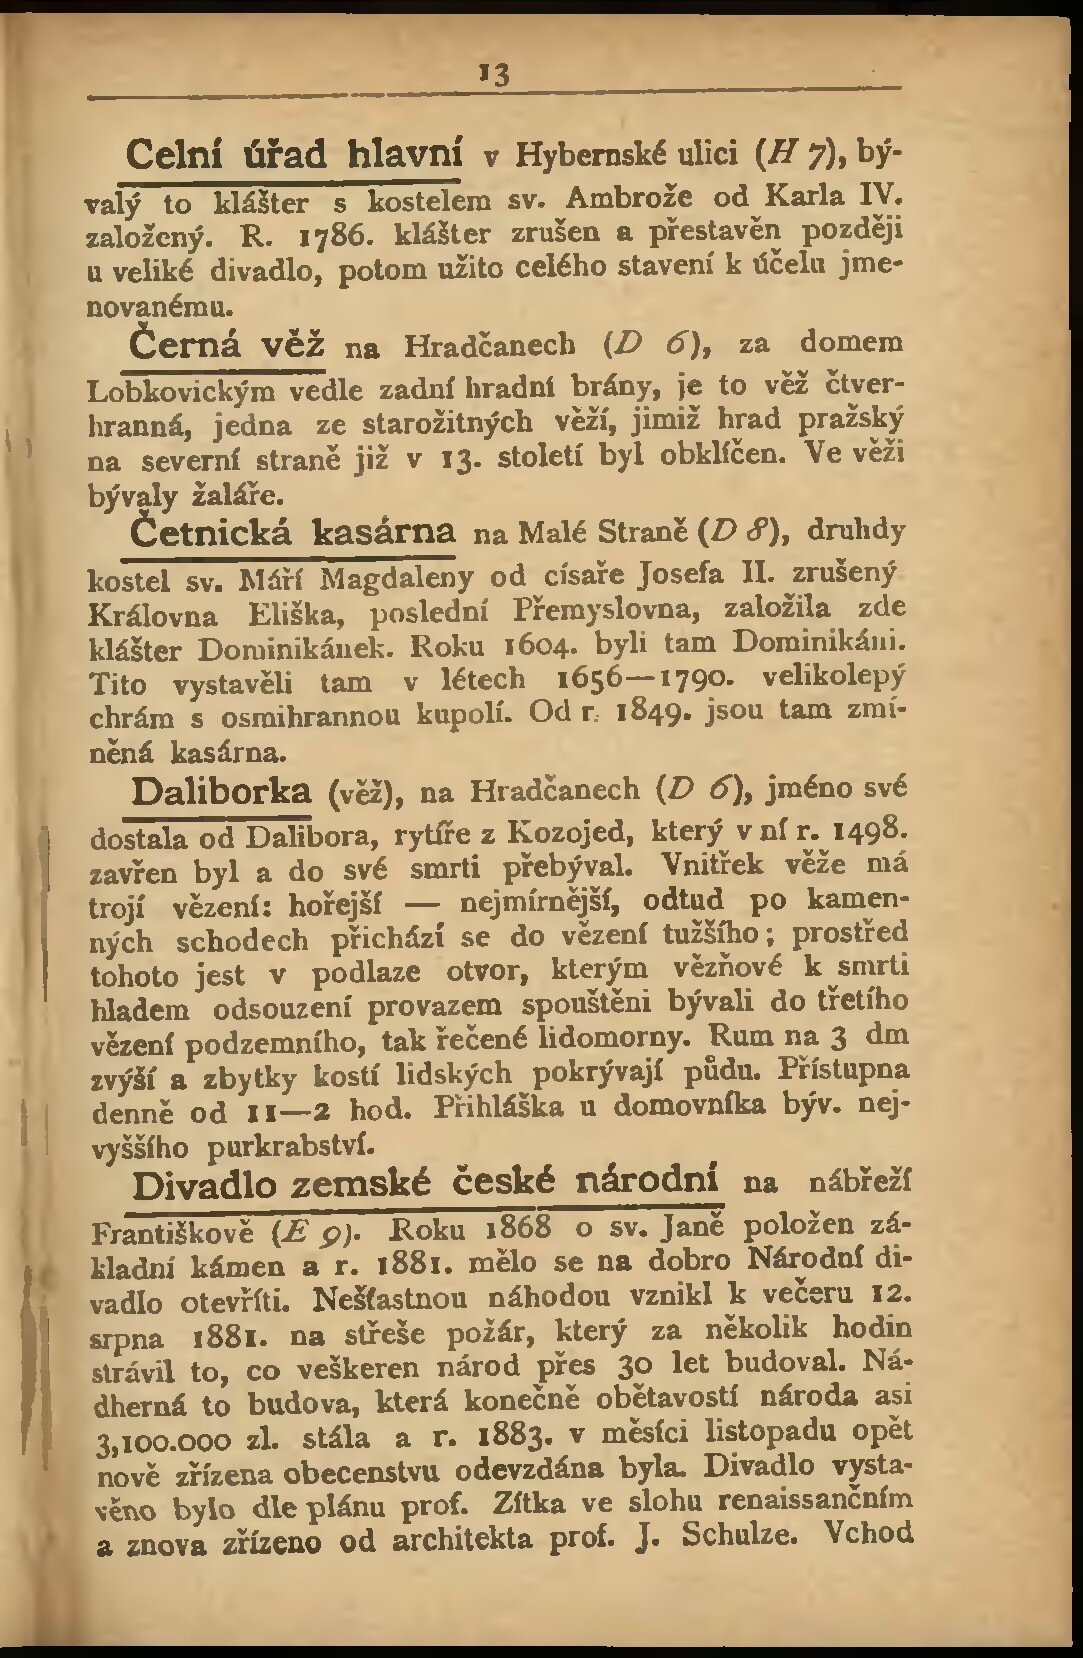 13
Celní úřad hlavní v Hybernské ulici (H 7), bý-
valý to klášter s kostelem sv. Ambrože od Karla IV.
založený. R. 1786. klášter zrušen a přestavěn později
u veliké divadlo, potom užito celého stavení k účelu jme-
novanému.
Černá věž na Hradčanech (D 6), za domem
Lobkovickým vedle zadní hradní brány, je to věž čtver-
hranná, jedna ze starožitných věží, jimiž hrad pražský
na severní straně již v 13. století byl obklíčen. Ve věži
bývaly žaláře.
Četnická kasárna na Malé Straně (D 8), druhdy
kostel sv. Máří Magdaleny od císaře Josefa II. zrušený
Královna Eliška, poslední Přemyslovna, založila zde
klášter Dominikánek. Roku 1604. byli tam Dominikáni.
Tito vystavěli tam v létech 1656—1790. velikolepý
chrám s osmihrannou kupolí. Od r. 1849. jsou tam zmí-
něná kasárna.
Daliborka (věž), na Hradčanech (D 6), jméno své
dostala od Dalibora, rytíře z Kozojed, který v ní r. 1498.
zavřen byl a do své smrti přebýval. Vnitřek věže má
trojí vězení: hořejší — nejmírnější, odtud po kamen-
ných schodech přichází se do vězení tužšího; prostřed
tohoto jest v podlaze otvor, kterým vězňové k smrti
hladem odsouzení provazem spouštěni bývali do třetího
vězení podzemního, tak řečené lidomorny. Rum na 3 dm
zvýší a zbytky kostí lidských pokrývají půdu. Přístupna
denně od 11—2 hod. Přihláška u domovníka býv. nej-
vyššího purkrabství.
Divadlo zemské české národní na nábřeží
Františkově (E 9). Roku 1868 o sv. Janě položen zá-
kladní kámen a r. 1881. mělo se na dobro Národní di-
vadlo otevříti. Nešťastnou náhodou vznikl k večeru 12.
srpna 1881. na střeše požár, který za několik hodin
strávil to, co veškeren národ přes 30 let budoval. Ná-
dherná to budova, která konečně obětavostí národa asi
3,100.000 zl. stála a r. 1883. v měsíci listopadu opět
nově zřízena obecenstvu odevzdána byla. Divadlo vysta-
věno bylo dle plánu prof. Zítka ve slohu renaissančním
a znova zřízeno od architekta prof. J. Schulze. Vchod